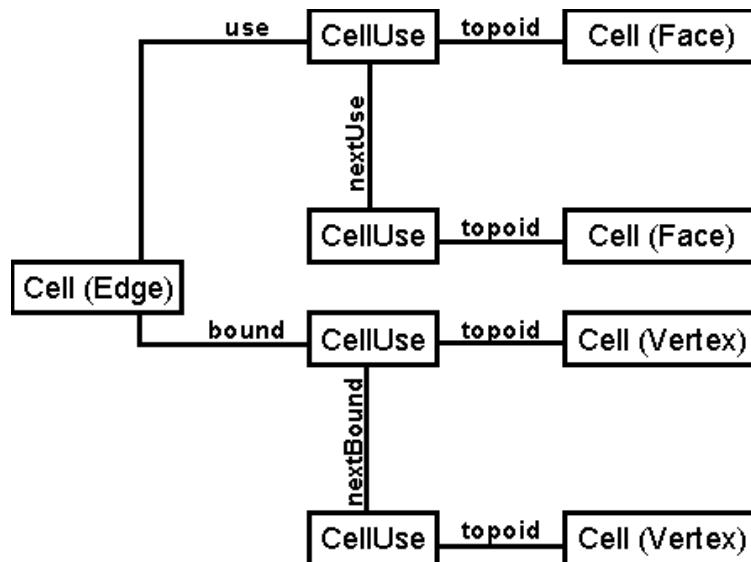 use
CellUse
topoid
Cell (Face)
nextUse
CellUse
topoid
Cell (Face)
Cell (Edge)
bound
CellUse
topoid
Cell (Vertex)
nextBound
CellUse
topoid
Cell (Vertex)